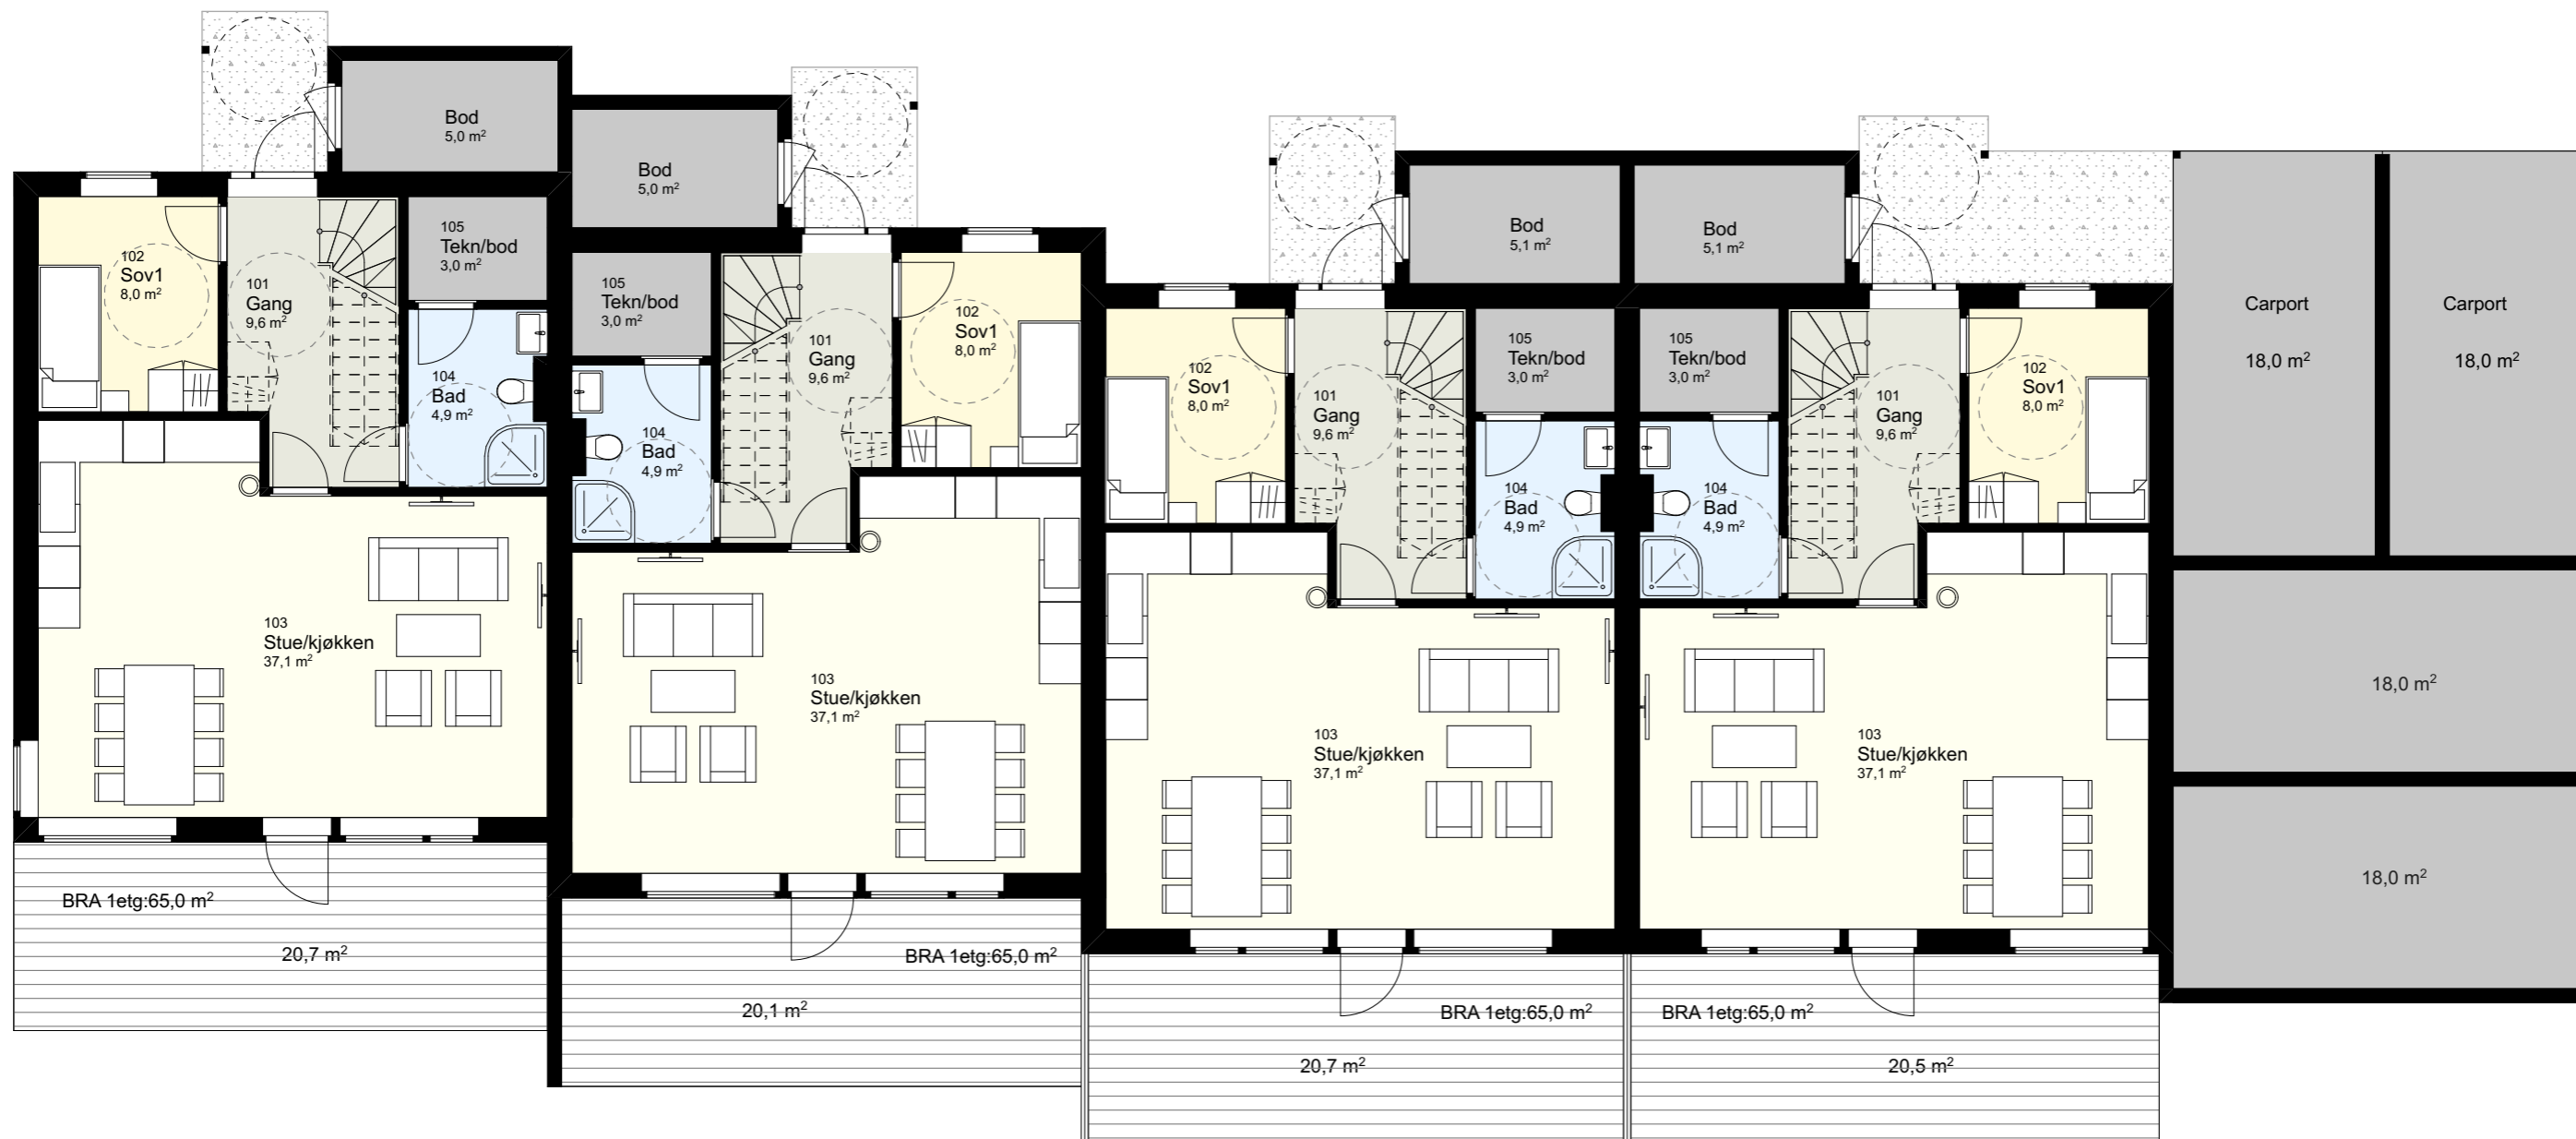 Bod
5,0 m²
105
Tekn/bod
3,0 m²
102
Sov1
8,0 m²
101
Gang
9,6 m²
104
Bad
4,9 m²
103
Stue/kjøkken
37,1 m²
BRA 1etg:65,0 m²
20,7 m²
Bod
5,0 m²
105
Tekn/bod
3,0 m²
101
Gang
9,6 m²
102
Sov1
8,0 m²
104
Bad
4,9 m²
103
Stue/kjøkken
37,1 m²
BRA 1etg:65,0 m²
20,1 m²
Bod
5,1 m²
105
Tekn/bod
3,0 m²
102
Sov1
8,0 m²
101
Gang
9,6 m²
104
Bad
4,9 m²
103
Stue/kjøkken
37,1 m²
BRA 1etg:65,0 m²
20,7 m²
Bod
5,1 m²
105
Tekn/bod
3,0 m²
101
Gang
9,6 m²
102
Sov1
8,0 m²
104
Bad
4,9 m²
103
Stue/kjøkken
37,1 m²
BRA 1etg:65,0 m²
20,5 m²
Carport
18,0 m²
Carport
18,0 m²
18,0 m²
18,0 m²